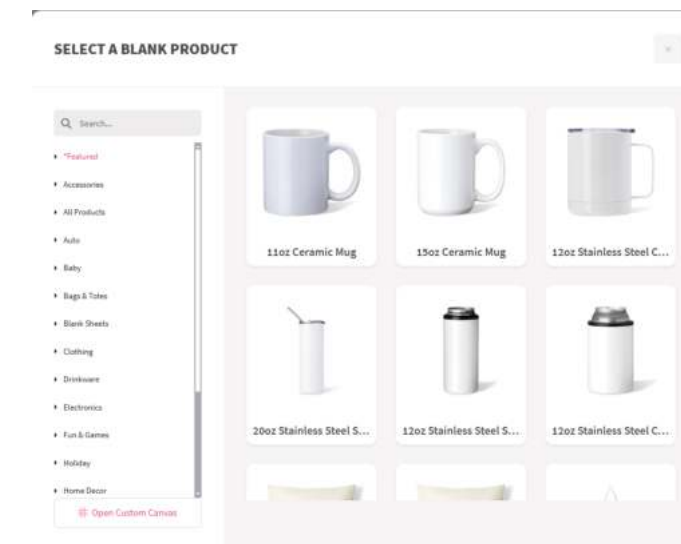 SELECT A BLANK PRODUCT
Search...
*Featured
Accessories
All Products
Auto
Baby
Bags & Totes
Blank Sheets
Clothing
Drinkware
Electronics
Fun & Games
Holiday
Home Decor
Open Custom Canvas
11oz Ceramic Mug
15oz Ceramic Mug
12oz Stainless Steel C...
20oz Stainless Steel S...
12oz Stainless Steel S...
12oz Stainless Steel C...